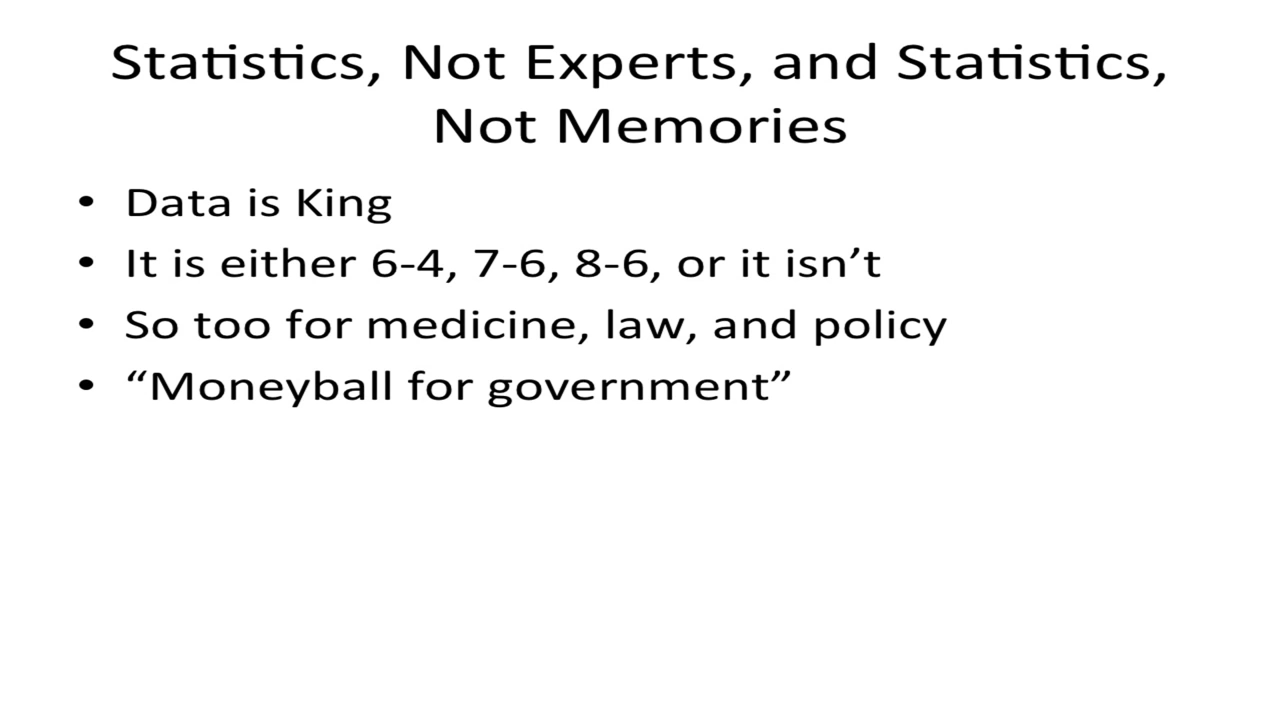 Statistics, Not Experts, and Statistics,
Not Memories
• Data is King
• It is either 6-4, 7-6, 8-6, or it isn’t
• So too for medicine, law, and policy
• “Moneyball for government”